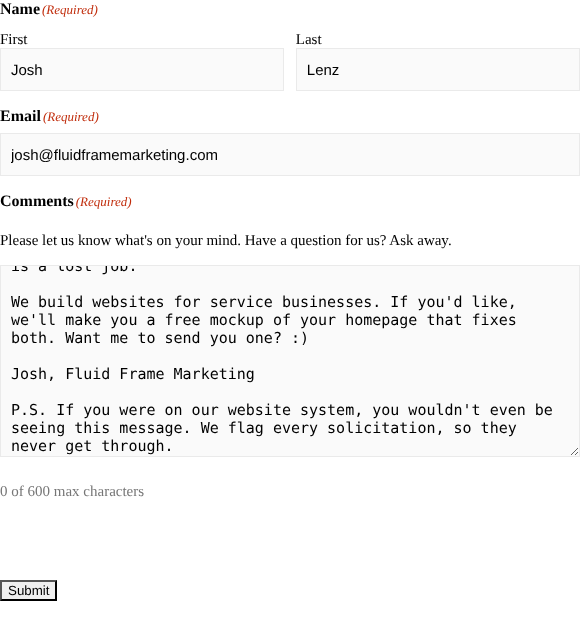 Name (Required)
First Last
Josh Lenz
Email (Required)
josh@fluidframemarketing.com
Comments (Required)
Please let us know what's on your mind. Have a question for us? Ask away.
is a lost job.
We build websites for service businesses. If you'd like,
we'll make you a free mockup of your homepage that fixes
both. Want me to send you one? :)
Josh, Fluid Frame Marketing
P.S. If you were on our website system, you wouldn't even be
seeing this message. We flag every solicitation, so they
never get through.
0 of 600 max characters
Submit